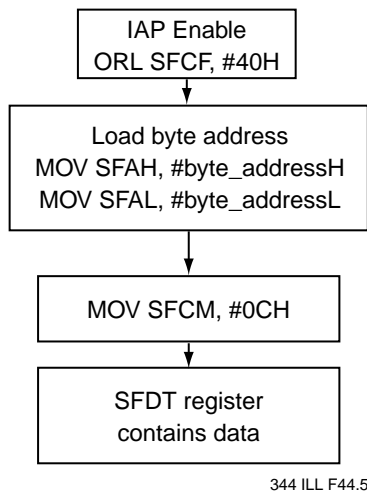 IAP Enable
ORL SFCF, #40H
Load byte address
MOV SFAH, #byte_addressH
MOV SFAL, #byte_addressL
MOV SFCM, #0CH
SFDT register
contains data
344 ILL F44.5